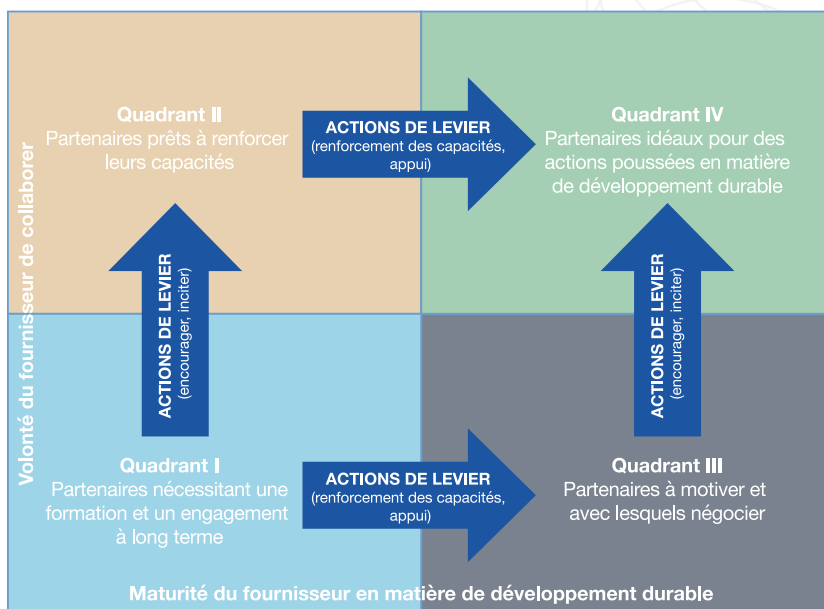 Quadrant II
Partenaires prêts à renforcer
leurs capacités
ACTIONS DE LEVIER
(renforcement des capacités,
appui)
Quadrant IV
Partenaires idéaux pour des
actions poussées en matière
de développement durable
Volonté du fournisseur de collaborer
ACTIONS DE LEVIER
(encourager, inciter)
ACTIONS DE LEVIER
(encourager, inciter)
Quadrant I
Partenaires nécessitant une
formation et un engagement
à long terme
ACTIONS DE LEVIER
(renforcement des capacités,
appui)
Quadrant III
Partenaires à motiver et
avec lesquels négocier
Maturité du fournisseur en matière de développement durable